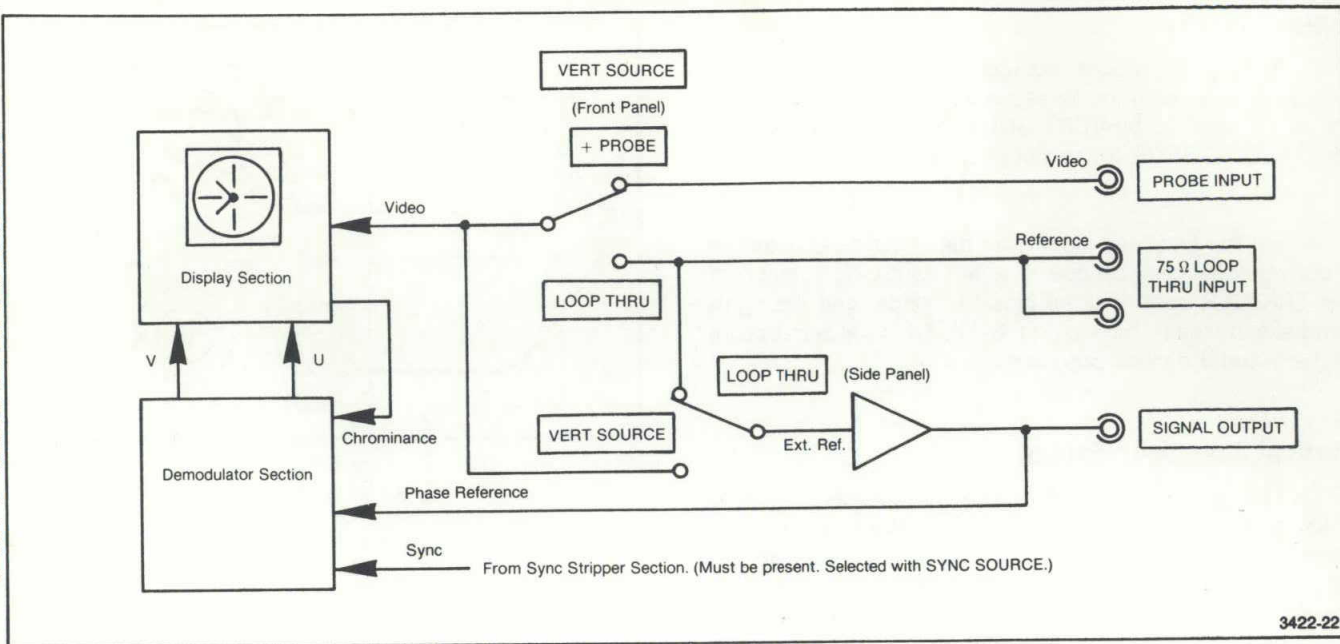 VERT SOURCE
(Front Panel)
+ PROBE
Video
PROBE INPUT
Video
Reference
75 Ω LOOP
THRU INPUT
Display Section
LOOP THRU
V
U
LOOP THRU
(Side Panel)
Chrominance
VERT SOURCE
Ext. Ref.
SIGNAL OUTPUT
Demodulator Section
Phase Reference
Sync
From Sync Stripper Section. (Must be present. Selected with SYNC SOURCE.)
3422-22